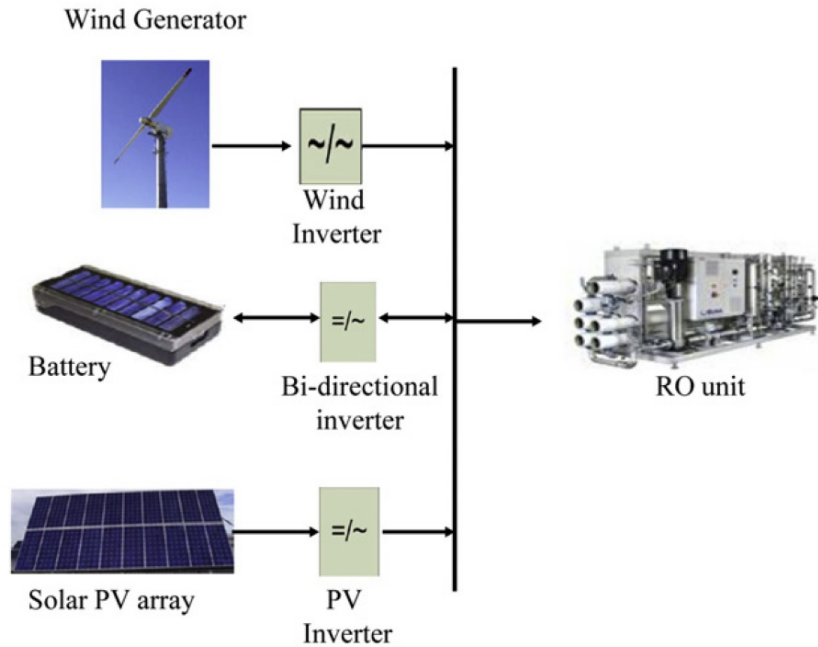 Wind Generator
~/~
Wind
Inverter
=/~
Battery
Bi-directional
inverter
RO unit
=/~
Solar PV array
PV
Inverter